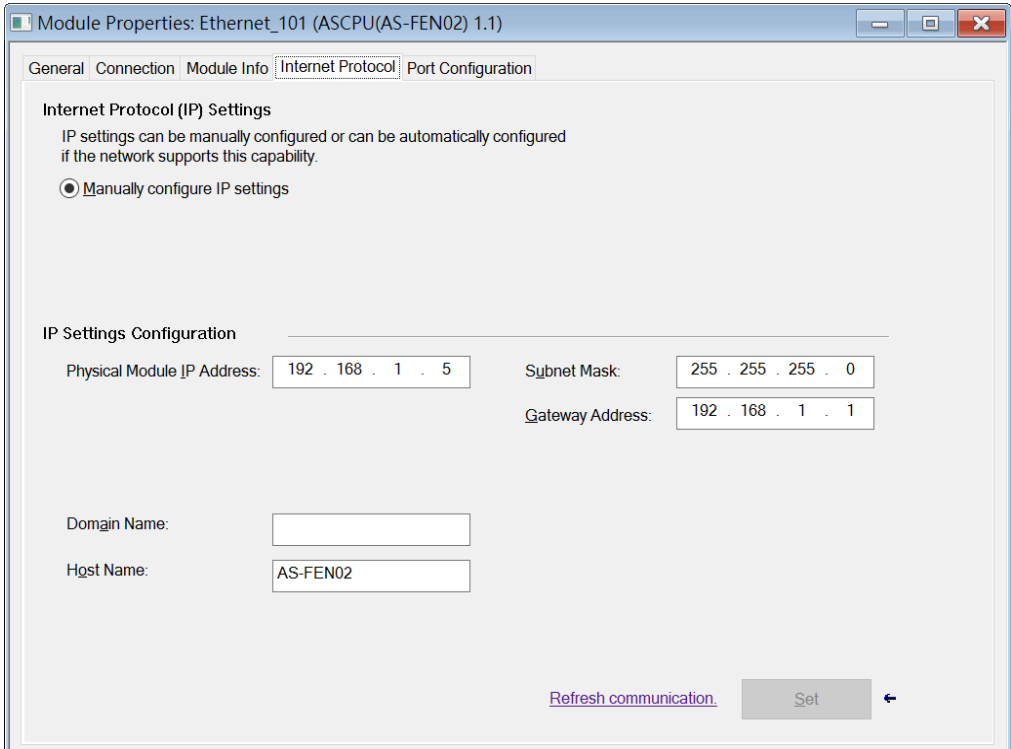 Module Properties: Ethernet_101 (ASCPU(AS-FEN02) 1.1)
General Connection Module Info Internet Protocol Port Configuration
Internet Protocol (IP) Settings
IP settings can be manually configured or can be automatically configured
if the network supports this capability.
Manually configure IP settings
IP Settings Configuration
Physical Module IP Address: 192 . 168 . 1 . 5 Subnet Mask: 255 . 255 . 255 . 0
Gateway Address: 192 . 168 . 1 . 1
Domain Name:
Host Name: AS-FEN02
Refresh communication. Set